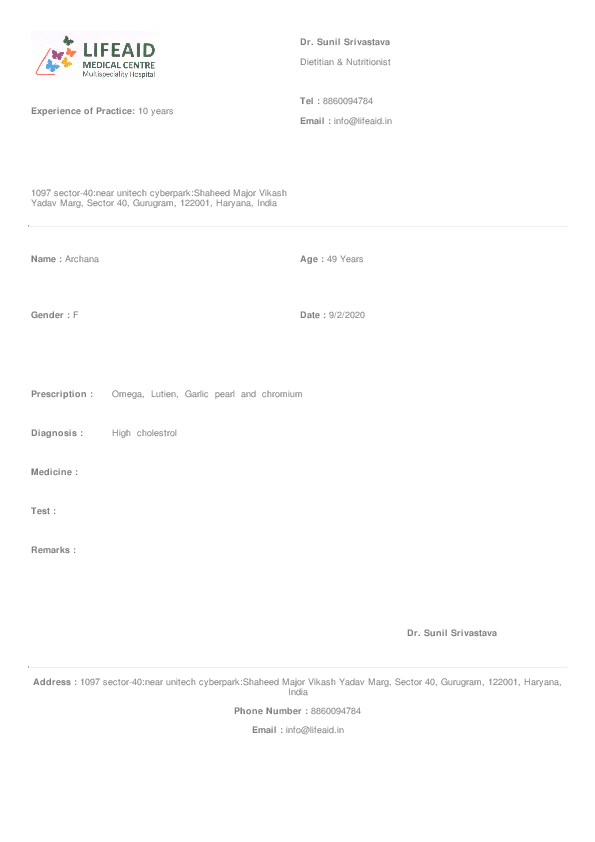 LIFEAID
MEDICAL CENTRE
Multispeciality Hospital
Dr. Sunil Srivastava
Dietitian & Nutritionist
Tel : 8860094784
Experience of Practice: 10 years
Email : info@lifeaid.in
1097 sector-40:near unitech cyberpark:Shaheed Major Vikash
Yadav Marg, Sector 40, Gurugram, 122001, Haryana, India
Name : Archana
Age : 49 Years
Gender : F
Date : 9/2/2020
Prescription : Omega, Lutien, Garlic pearl and chromium
Diagnosis : High cholestrol
Medicine :
Test :
Remarks :
Dr. Sunil Srivastava
Address : 1097 sector-40:near unitech cyberpark:Shaheed Major Vikash Yadav Marg, Sector 40, Gurugram, 122001, Haryana,
India
Phone Number : 8860094784
Email : info@lifeaid.in